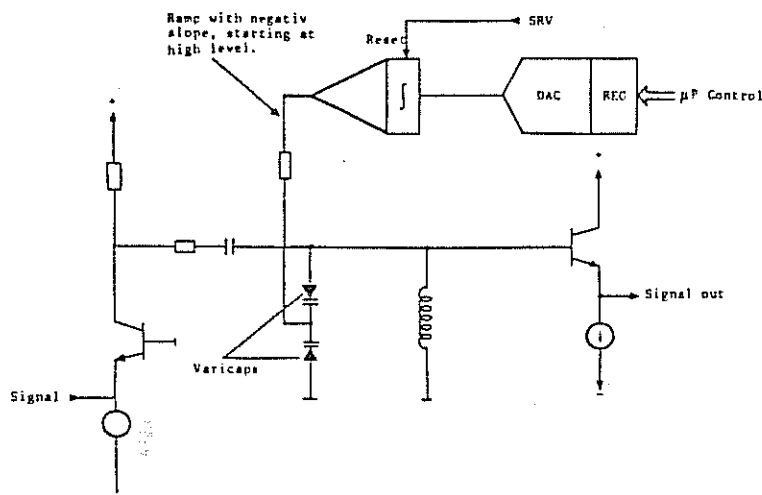 Ramp with negativ
slope, starting at
high level.
SRV
Reset
∫
DAC
REG
µP Control
+
+
Signal out
Varicaps
Signal
-